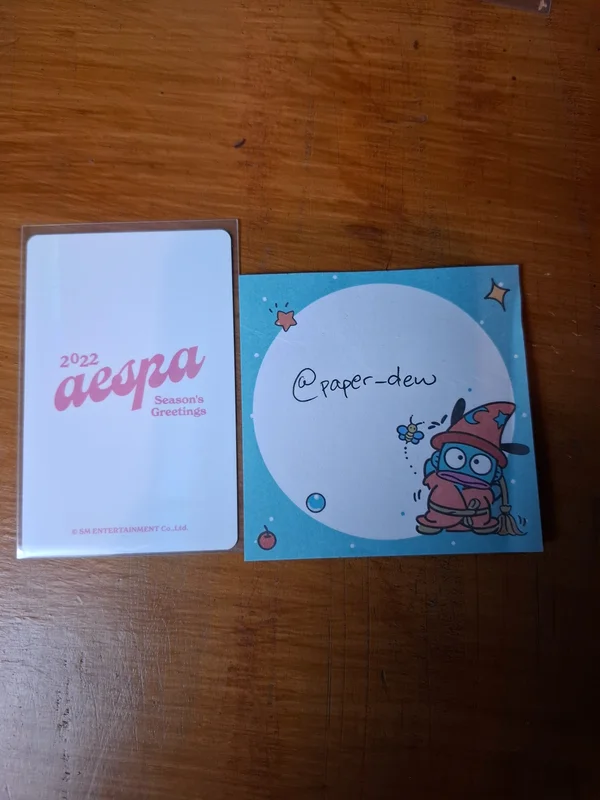 2022
aespa
Season's
Greetings
© SM ENTERTAINMENT Co.,Ltd.
@paper_dew